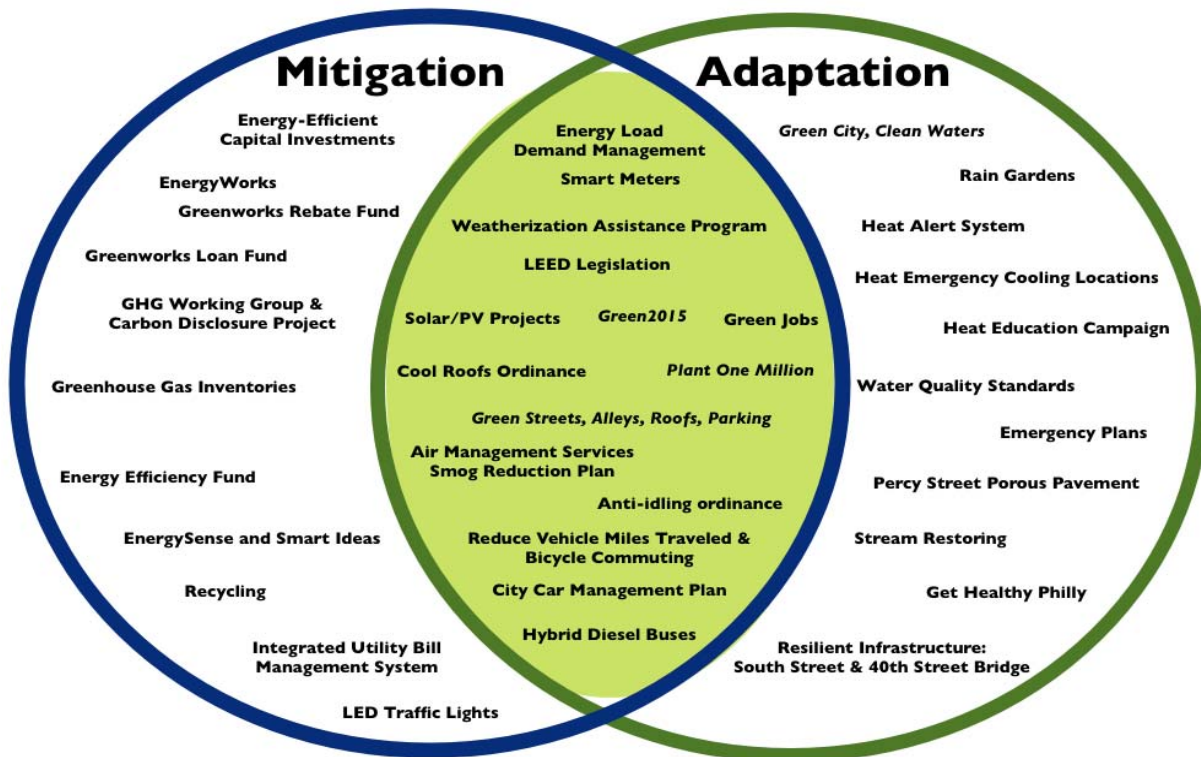 Mitigation
Energy-Efficient
Capital Investments
EnergyWorks
Greenworks Rebate Fund
Greenworks Loan Fund
GHG Working Group &
Carbon Disclosure Project
Greenhouse Gas Inventories
Energy Efficiency Fund
EnergySense and Smart Ideas
Recycling
Integrated Utility Bill
Management System
LED Traffic Lights
Energy Load
Demand Management
Smart Meters
Weatherization Assistance Program
LEED Legislation
Solar/PV Projects
Green2015
Green Jobs
Cool Roofs Ordinance
Plant One Million
Green Streets, Alleys, Roofs, Parking
Air Management Services
Smog Reduction Plan
Anti-idling ordinance
Reduce Vehicle Miles Traveled &
Bicycle Commuting
City Car Management Plan
Hybrid Diesel Buses
Adaptation
Green City, Clean Waters
Rain Gardens
Heat Alert System
Heat Emergency Cooling Locations
Heat Education Campaign
Water Quality Standards
Emergency Plans
Percy Street Porous Pavement
Stream Restoring
Get Healthy Philly
Resilient Infrastructure:
South Street & 40th Street Bridge